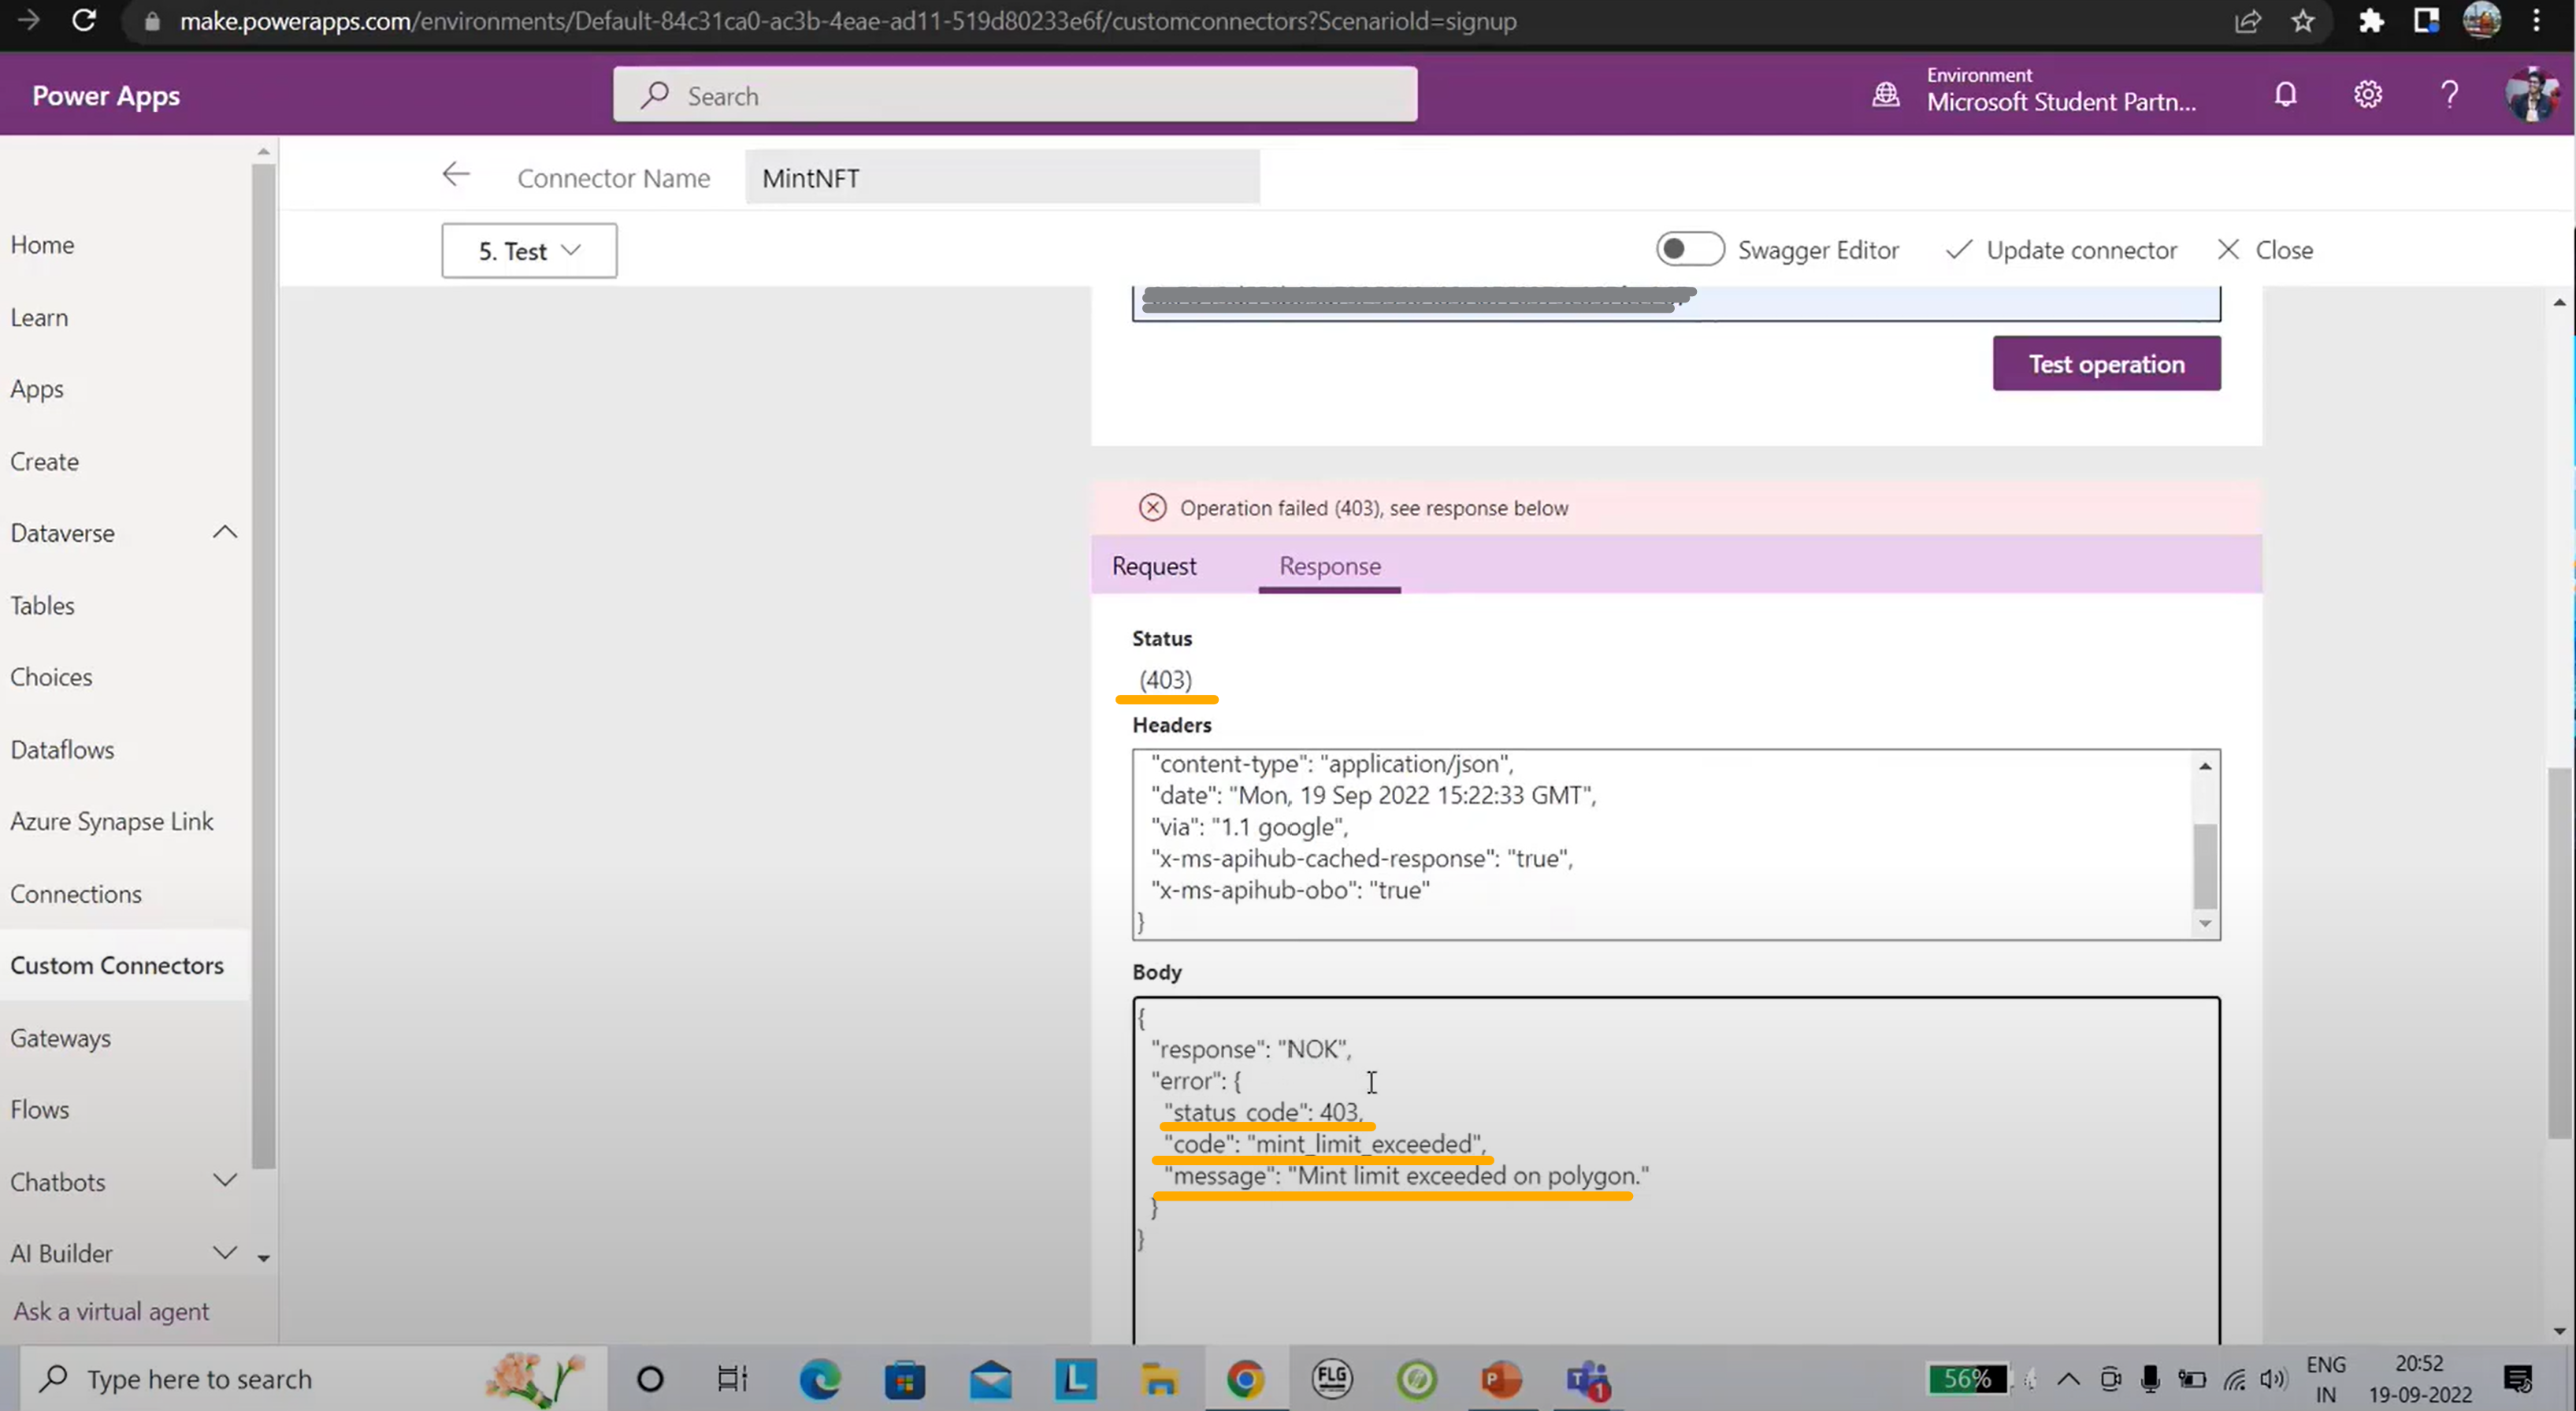 make.powerapps.com/environments/Default-84c31ca0-ac3b-4eae-ad11-519d80233e6f/customconnectors?ScenarioId=signup
Power Apps
Search
Environment
Microsoft Student Partn...
?
Connector Name
MintNFT
5. Test
Swagger Editor
Update connector
Close
Home
Learn
Apps
Create
Dataverse
Tables
Choices
Dataflows
Azure Synapse Link
Connections
Custom Connectors
Gateways
Flows
Chatbots
AI Builder
Ask a virtual agent
Test operation
Operation failed (403), see response below
Request
Response
Status
(403)
Headers
"content-type": "application/json",
"date": "Mon, 19 Sep 2022 15:22:33 GMT",
"via": "1.1 google",
"x-ms-apihub-cached-response": "true",
"x-ms-apihub-obo": "true"
}
Body
{
"response": "NOK",
"error": {
"status_code": 403,
"code": "mint_limit_exceeded",
"message": "Mint limit exceeded on polygon."
}
}
Type here to search
L
FLG
P
T
1
56%
ENG
IN
20:52
19-09-2022